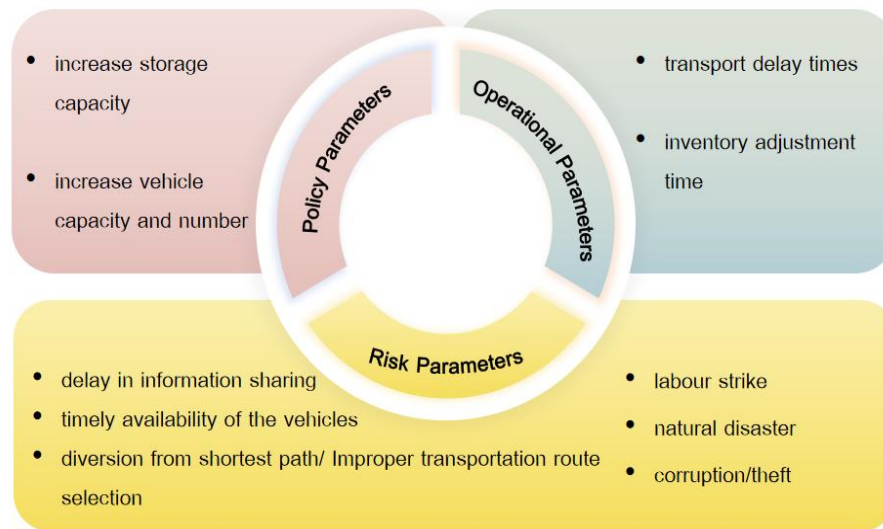 increase storage
capacity
increase vehicle
capacity and number
Policy Parameters
Operational Parameters
transport delay times
inventory adjustment
time
Risk Parameters
delay in information sharing
timely availability of the vehicles
diversion from shortest path/ Improper transportation route
selection
labour strike
natural disaster
corruption/theft